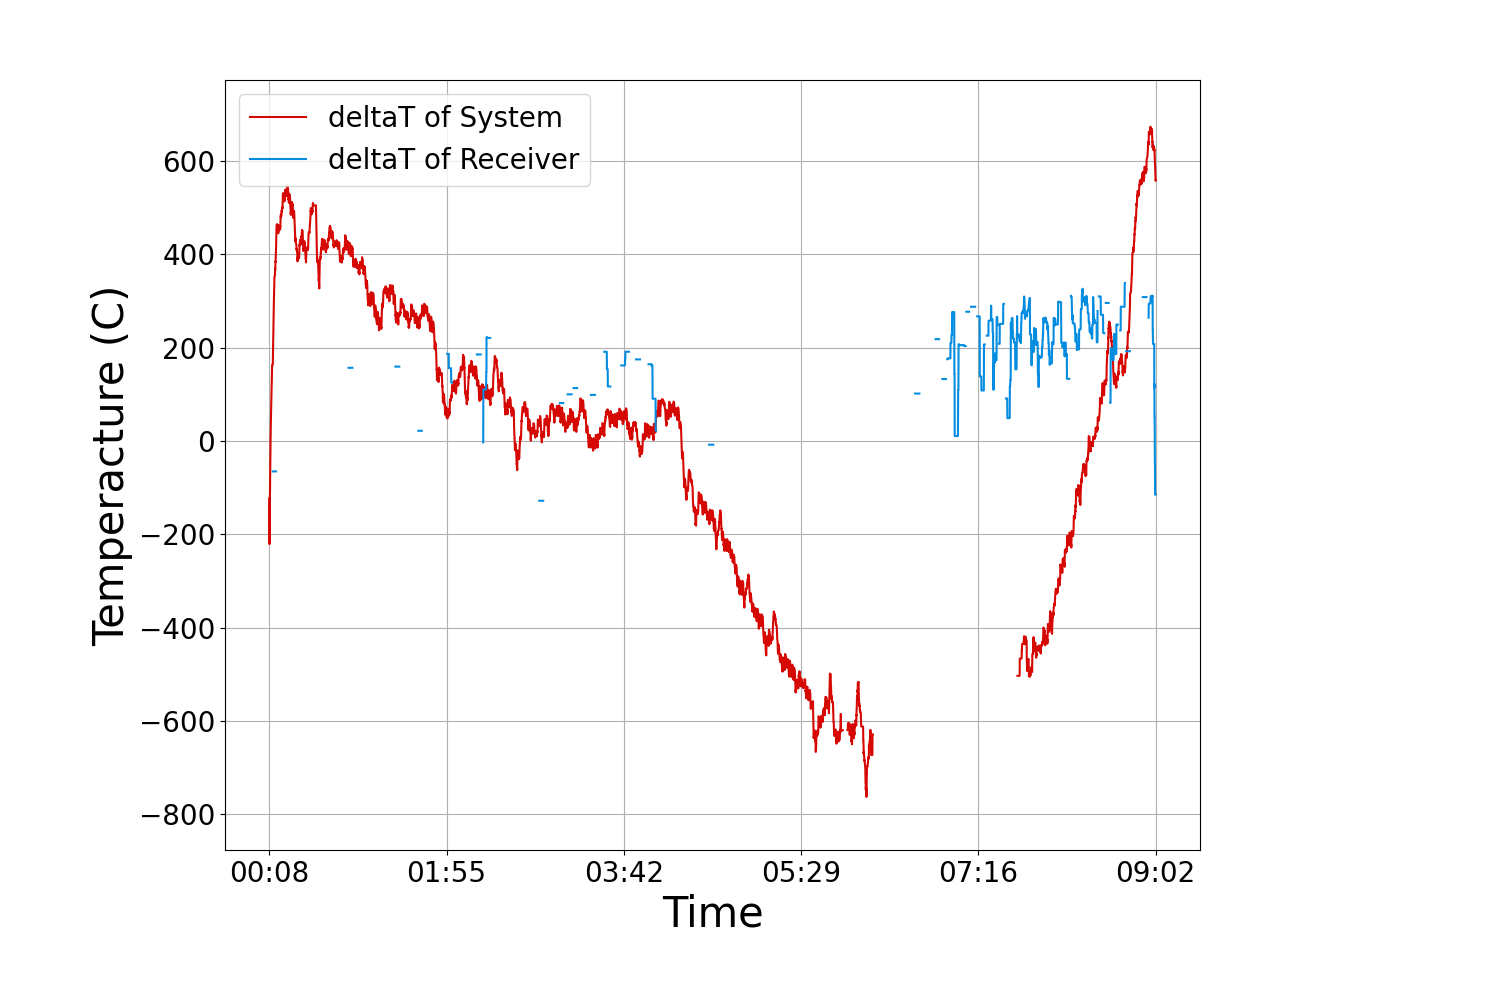 deltaT of System
deltaT of Receiver
Temperacture (C)
600
400
200
0
−200
−400
−600
−800
00:08 01:55 03:42 05:29 07:16 09:02
Time